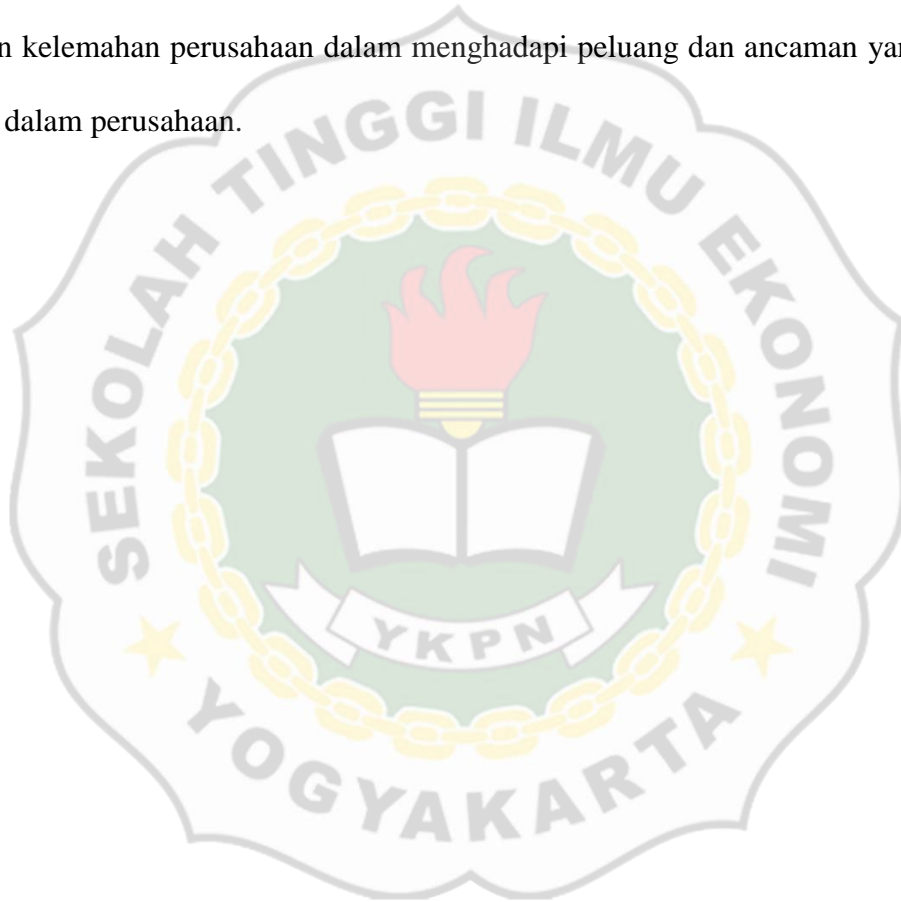 n kelemahan perusahaan dalam menghadapi peluang dan ancaman yan
dalam perusahaan.
SEKOLAH TINGGI ILMU EKONOMI
YKPN
YOGYAKARTA